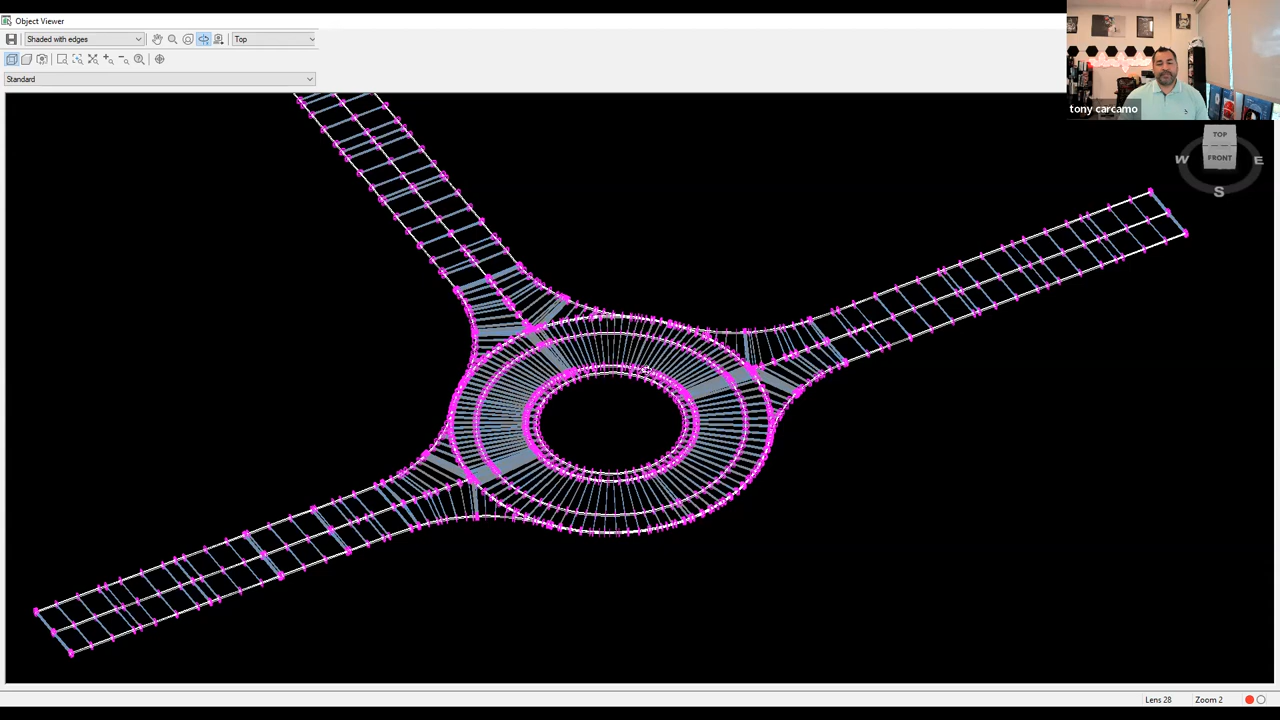 Object Viewer
Shaded with edges
Top
Standard
tony carcamo
TOP
FRONT
W
E
S
Lens 28
Zoom 2